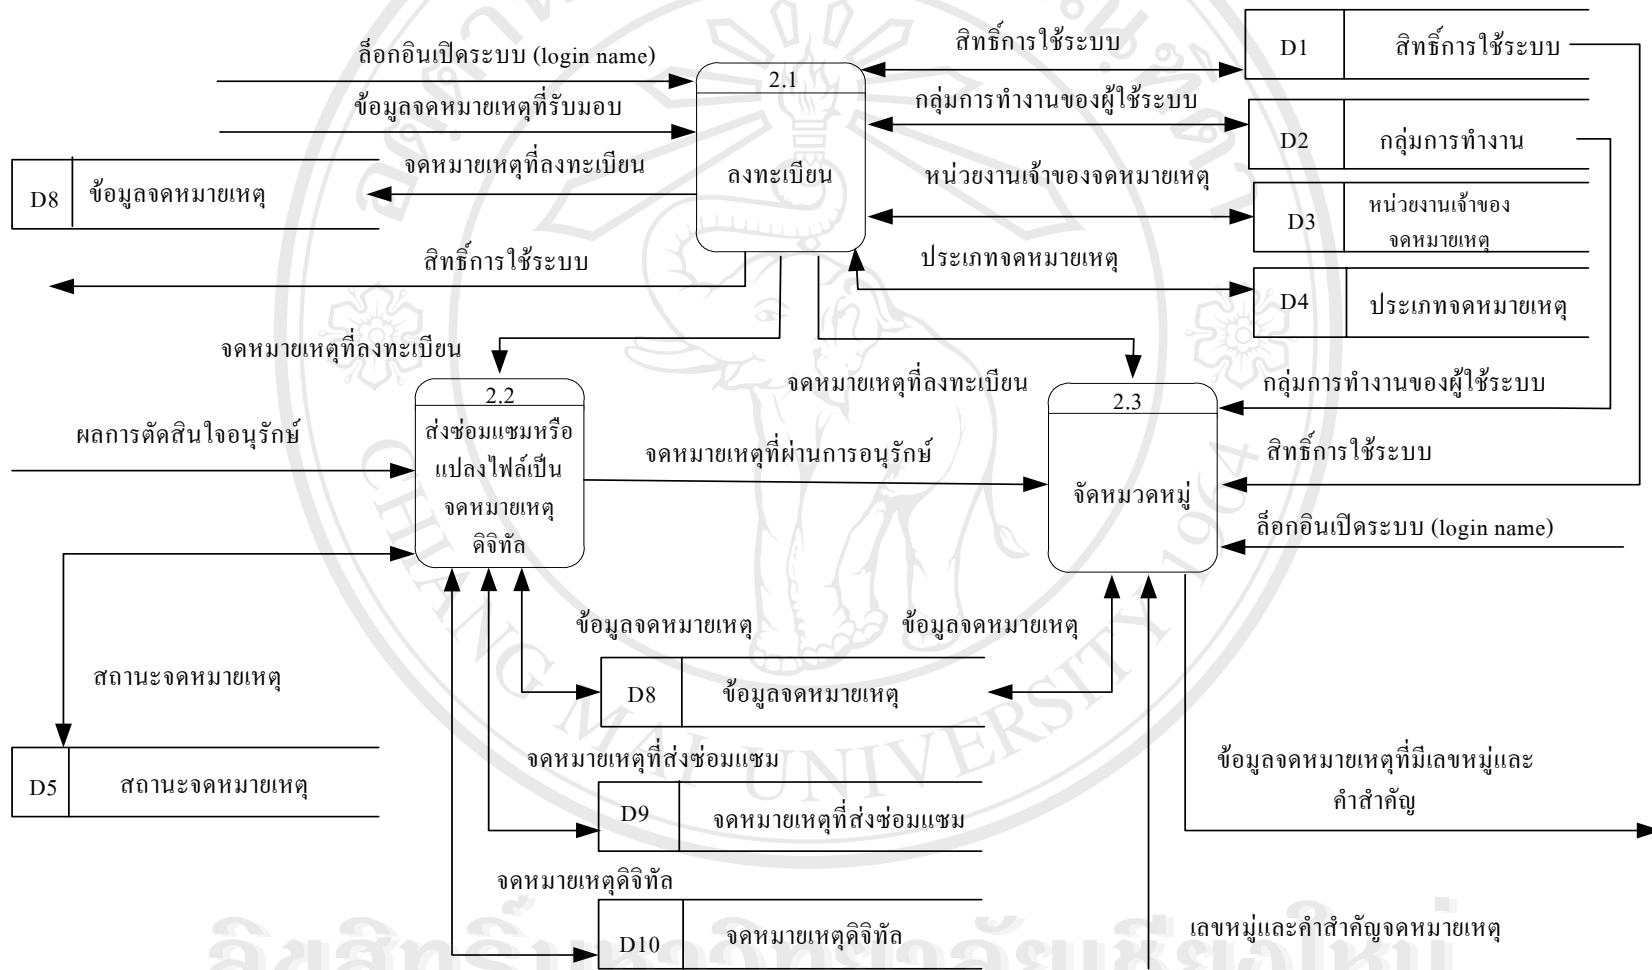 ล็อกอินเปิดระบบ (login name)
สิทธิ์การใช้ระบบ
D1
สิทธิ์การใช้ระบบ
2.1
ข้อมูลจดหมายเหตุที่รับมอบ
กลุ่มการทำงานของผู้ใช้ระบบ
D2
กลุ่มการทำงาน
จดหมายเหตุที่ลงทะเบียน
ลงทะเบียน
หน่วยงานเจ้าของจดหมายเหตุ
D8
ข้อมูลจดหมายเหตุ
D3
หน่วยงานเจ้าของ
จดหมายเหตุ
สิทธิ์การใช้ระบบ
ประเภทจดหมายเหตุ
D4
ประเภทจดหมายเหตุ
จดหมายเหตุที่ลงทะเบียน
จดหมายเหตุที่ลงทะเบียน
กลุ่มการทำงานของผู้ใช้ระบบ
2.2
ส่งซ่อมแซมหรือ
แปลงไฟล์เป็น
จดหมายเหตุ
ดิจิทัล
2.3
จัดหมวดหมู่
ผลการตัดสินใจอนุรักษ์
จดหมายเหตุที่ผ่านการอนุรักษ์
สิทธิ์การใช้ระบบ
ล็อกอินเปิดระบบ (login name)
ข้อมูลจดหมายเหตุ
ข้อมูลจดหมายเหตุ
สถานะจดหมายเหตุ
D8
ข้อมูลจดหมายเหตุ
จดหมายเหตุที่ส่งซ่อมแซม
ข้อมูลจดหมายเหตุที่มีเลขหมู่และ
คำสำคัญ
D5
สถานะจดหมายเหตุ
D9
จดหมายเหตุที่ส่งซ่อมแซม
จดหมายเหตุดิจิทัล
D10
จดหมายเหตุดิจิทัล
เลขหมู่และคำสำคัญจดหมายเหตุ
CHIANG MAI UNIVERSITY 1964
ลิขสิทธิ์มหาวิทยาลัยเชียงใหม่